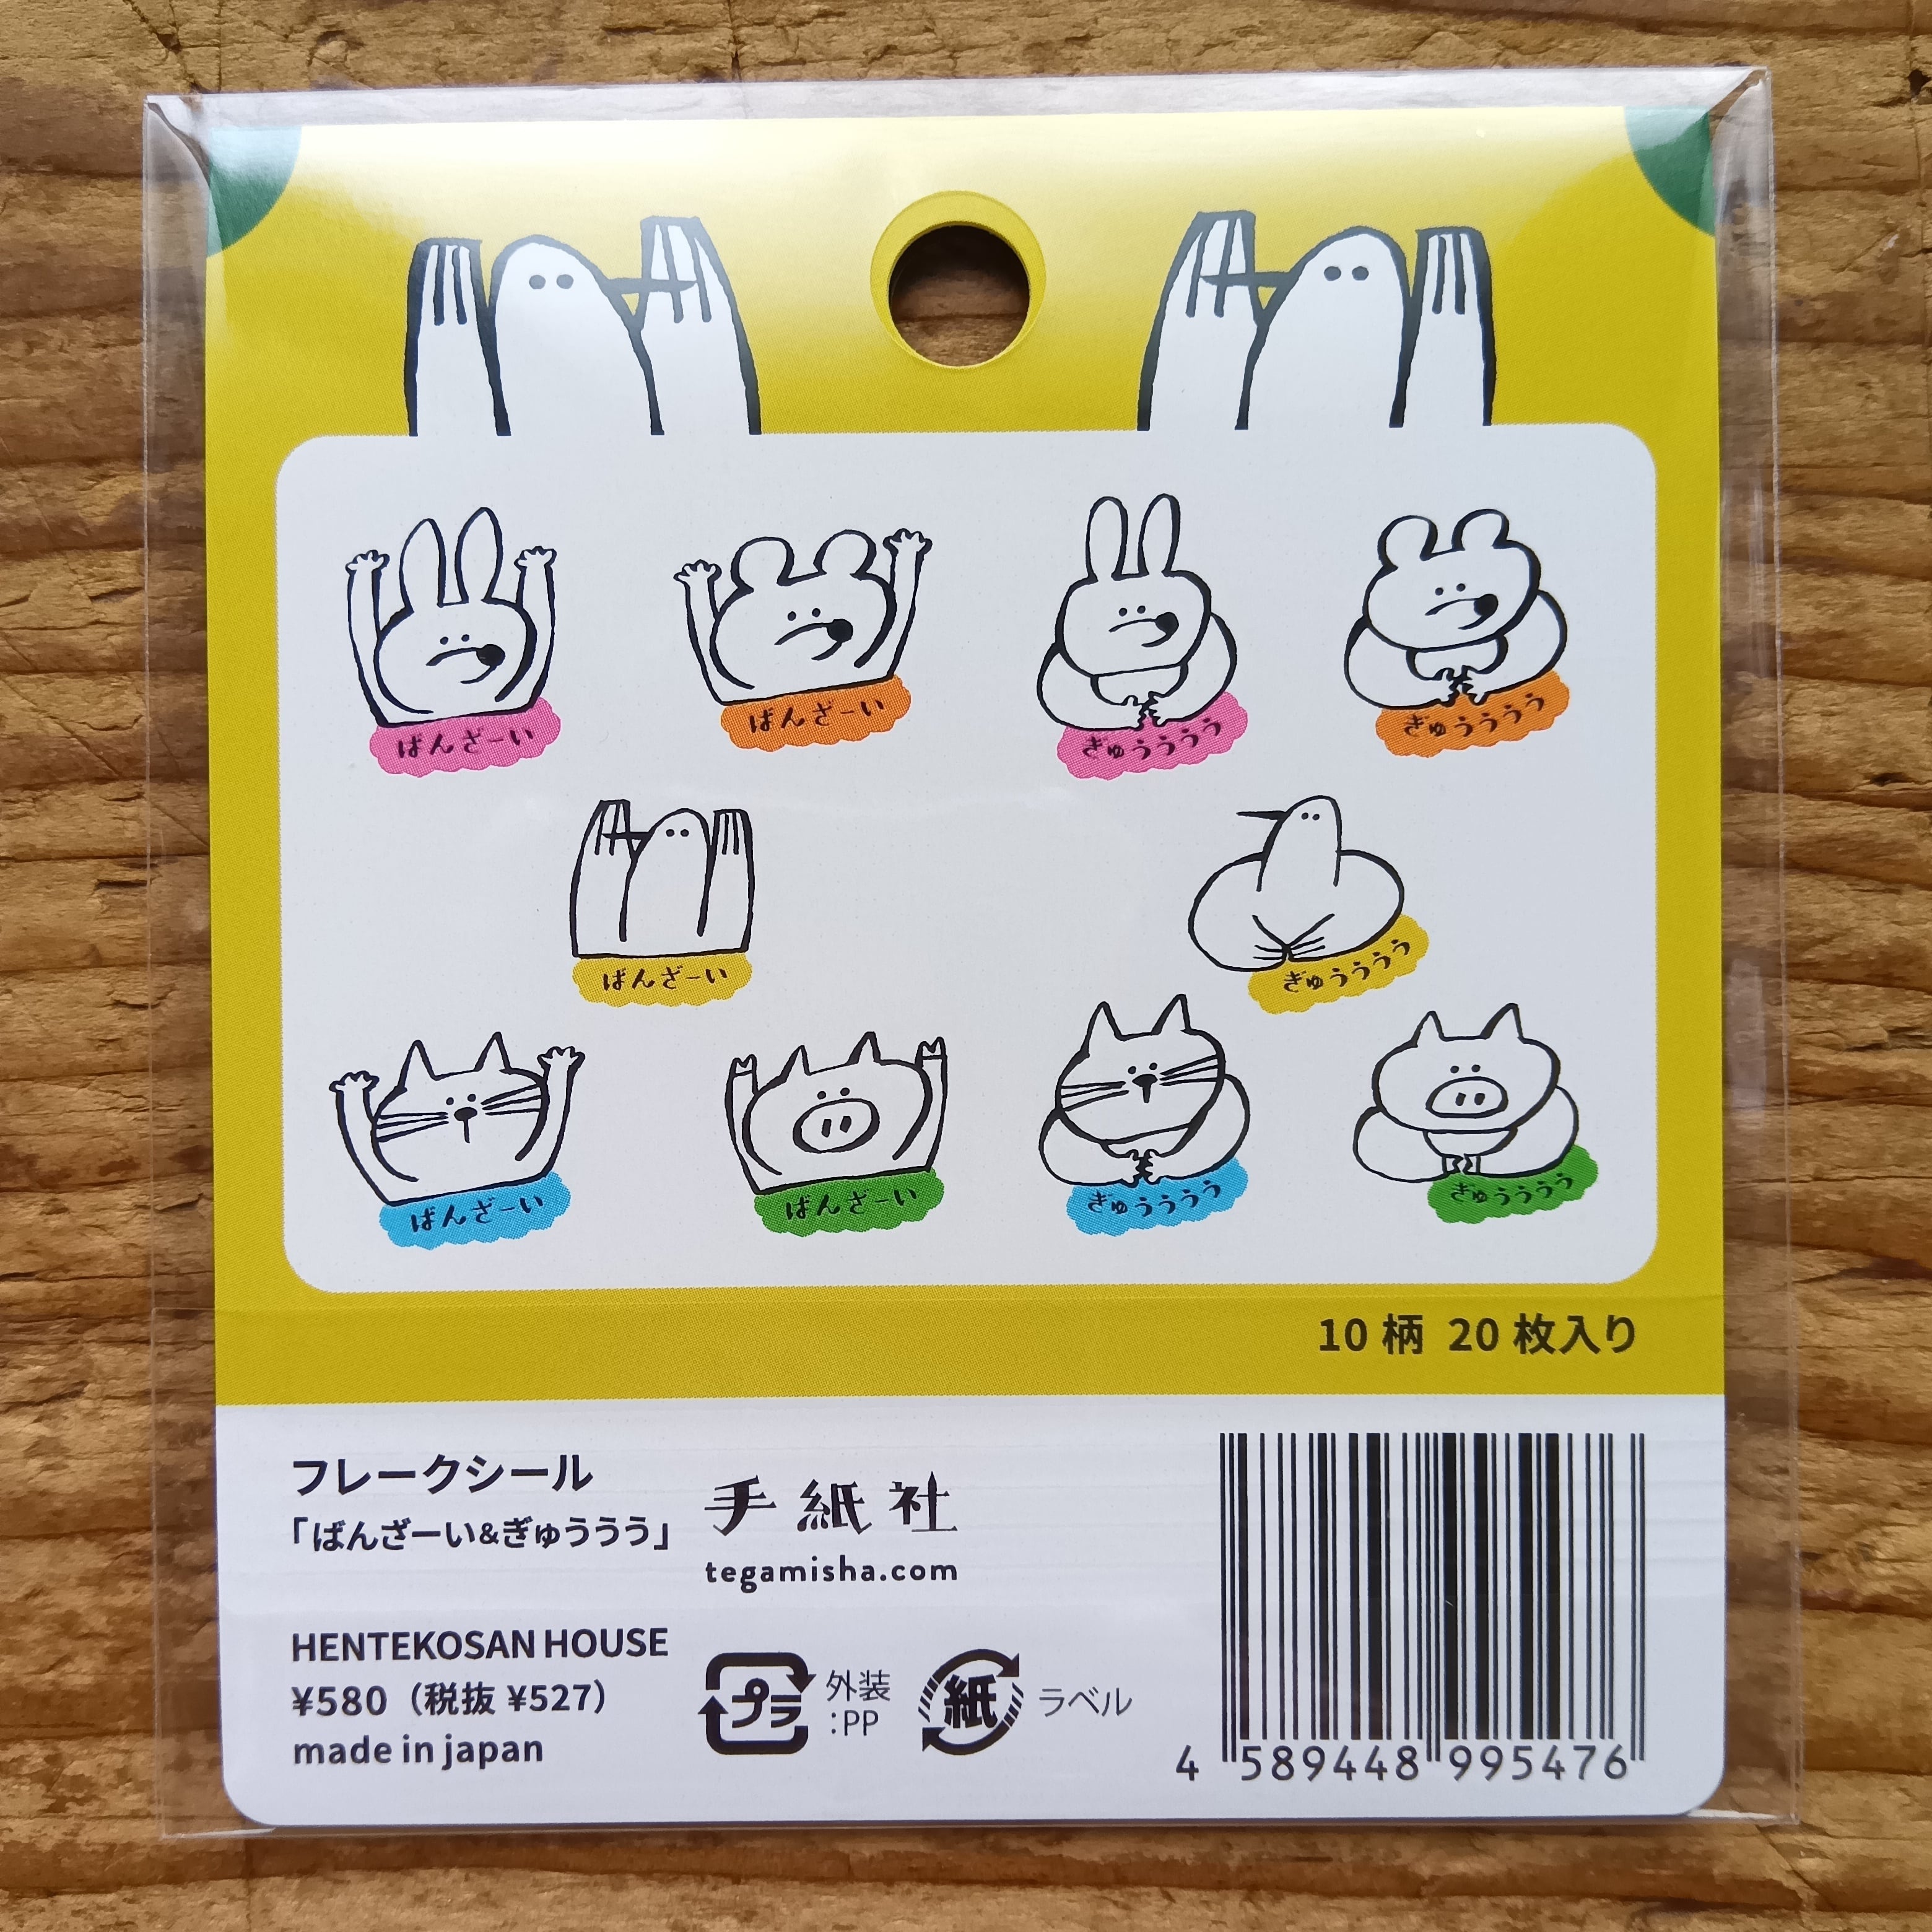 ばんざーい
ばんざーい
ぎゅうううう
ぎゅうううう
ばんざーい
ぎゅうううう
ばんざーい
ばんざーい
ぎゅうううう
ぎゅうううう
10柄 20枚入り
フレークシール
「ばんざーい&ぎゅううう」
手紙社
tegamisha.com
HENTEKOSAN HOUSE
¥580（税抜 ¥527）
made in japan
プラ 外装
:PP
紙 ラベル
4 589448 995476